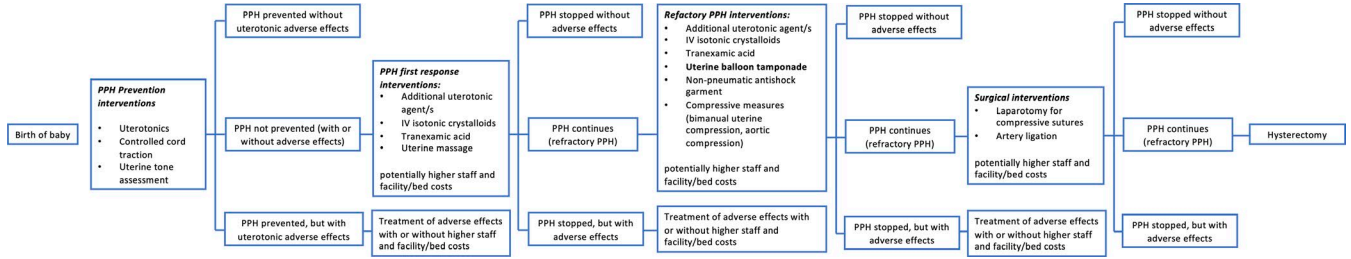 Birth of baby
PPH Prevention
interventions
• Uterotonics
• Controlled cord
traction
• Uterine tone
assessment
PPH prevented without
uterotonic adverse effects
PPH not prevented (with or
without adverse effects)
PPH prevented, but with
uterotonic adverse effects
PPH first response
interventions:
• Additional uterotonic
agent/s
• IV isotonic crystalloids
• Tranexamic acid
• Uterine massage
potentially higher staff and
facility/bed costs
Treatment of adverse effects
with or without higher staff
and facility/bed costs
PPH stopped without
adverse effects
PPH continues
(refractory PPH)
PPH stopped, but with
adverse effects
Refactory PPH interventions:
• Additional uterotonic agent/s
• IV isotonic crystalloids
• Tranexamic acid
• Uterine balloon tamponade
• Non-pneumatic antishock
garment
• Compressive measures
(bimanual uterine
compression, aortic
compression)
potentially higher staff and
facility/bed costs
Treatment of adverse effects with
or without higher staff and
facility/bed costs
PPH stopped without
adverse effects
PPH continues
(refractory PPH)
PPH stopped, but with
adverse effects
Surgical interventions
• Laparotomy for
compressive sutures
• Artery ligation
potentially higher staff and
facility/bed costs
Treatment of adverse effects
with or without higher staff
and facility/bed costs
PPH stopped without
adverse effects
PPH continues
(refractory PPH)
PPH stopped, but with
adverse effects
Hysterectomy